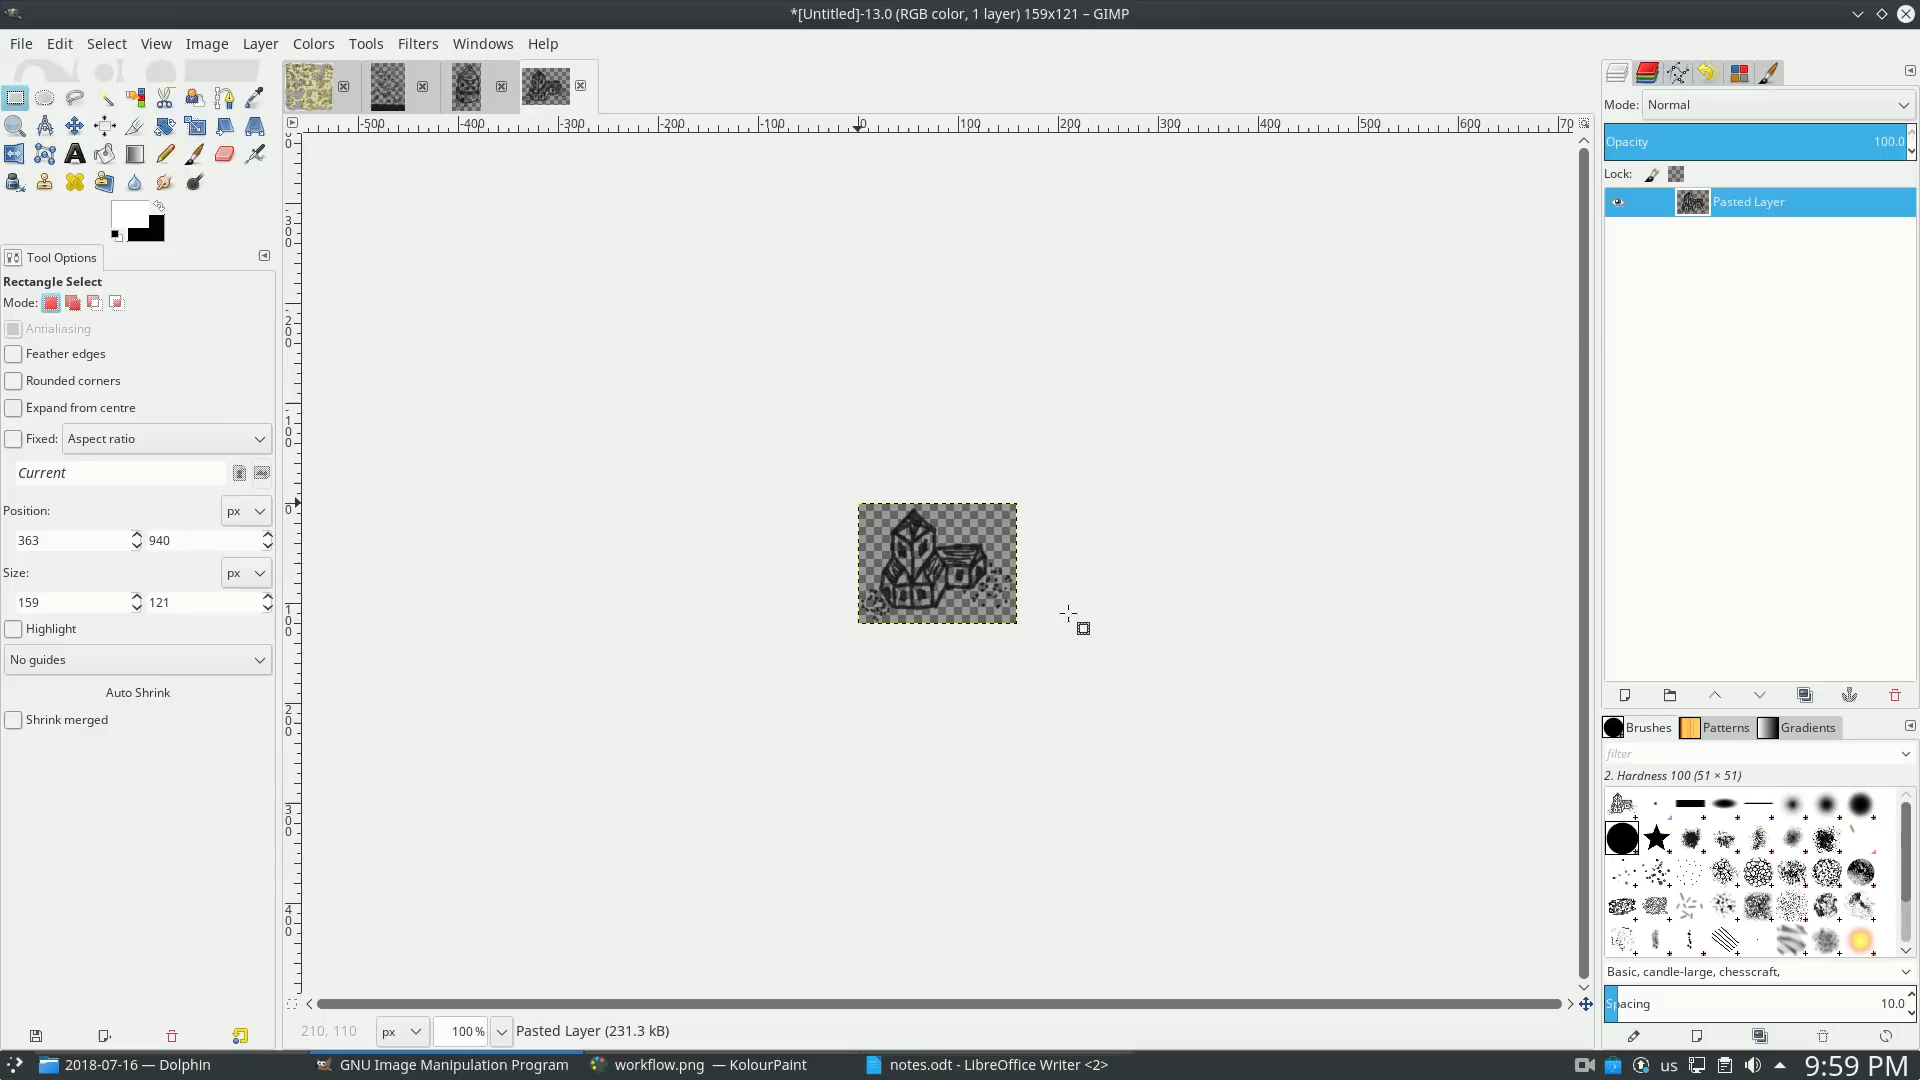 *[Untitled]-13.0 (RGB color, 1 layer) 159x121 – GIMP
File Edit Select View Image Layer Colors Tools Filters Windows Help
-500 -400 -300 -200 -100 0 100 200 300 400 500 600 70
Mode: Normal
Opacity 100.0
Lock:
Pasted Layer
Tool Options
Rectangle Select
Mode:
Antialiasing
Feather edges
Rounded corners
Expand from centre
Fixed: Aspect ratio
Current
Position: px
363 940
Size: px
159 121
Highlight
No guides
Auto Shrink
Shrink merged
Brushes Patterns Gradients
filter
2. Hardness 100 (51 × 51)
Basic, candle-large, chesscraft,
Spacing 10.0
210, 110 px 100 % Pasted Layer (231.3 kB)
2018-07-16 — Dolphin GNU Image Manipulation Program workflow.png — KolourPaint notes.odt - LibreOffice Writer <2> us 9:59 PM